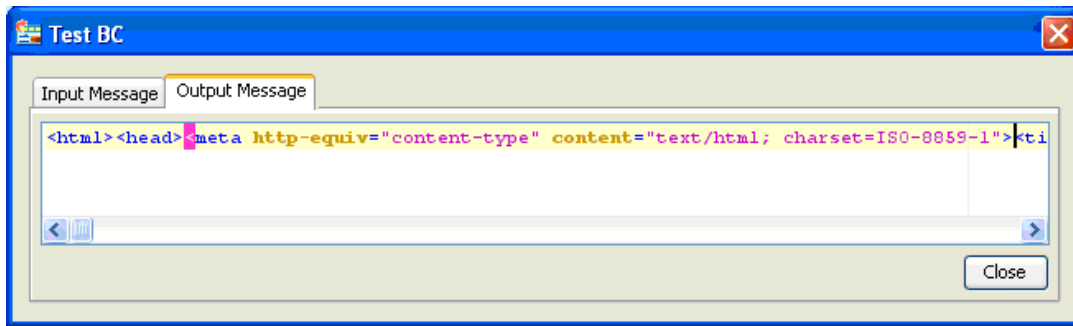 Test BC
Input Message Output Message
<html><head><meta http-equiv="content-type" content="text/html; charset=ISO-8859-1"><ti
Close